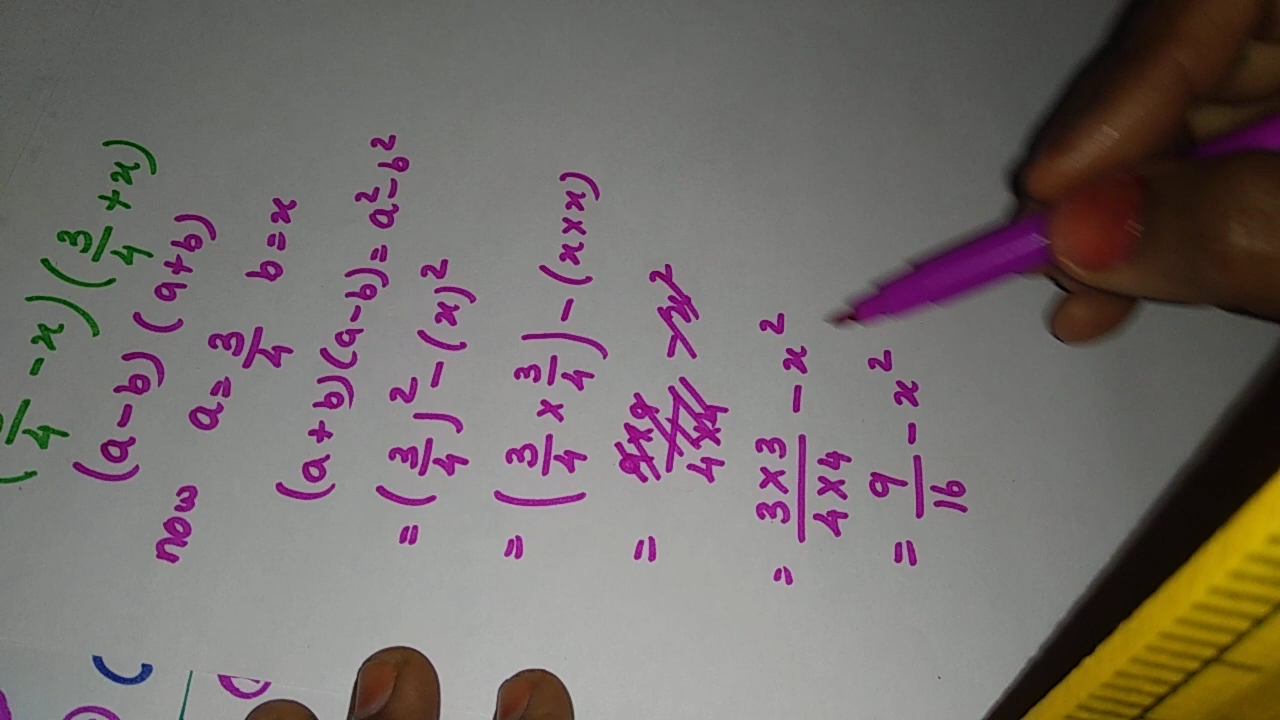 (3/4 - x) (3/4 + x)
(a - b) (a+b)
now a = 3/4 b = x
(a + b) (a - b) = a² - b²
= (3/4)² - (x)²
= (3/4 × 3/4) - (x × x)
=
= 3 × 3 / 4 × 4 - x²
= 9/16 - x²